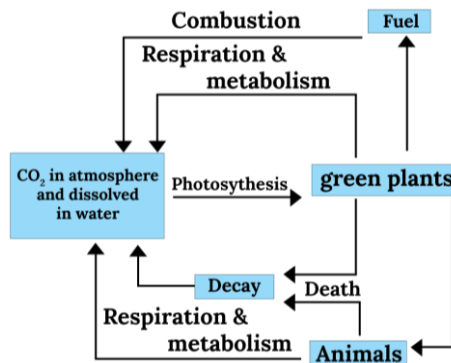 Combustion
Fuel
Respiration &
metabolism
CO₂ in atmosphere
and dissolved
in water
Photosythesis
green plants
Decay
Death
Respiration &
metabolism
Animals